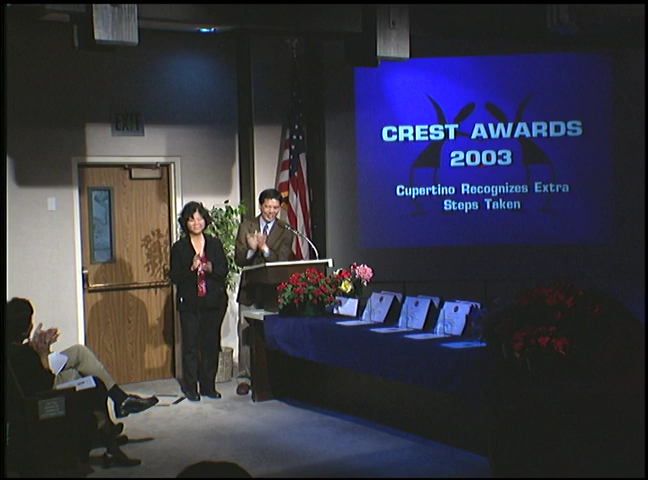 EXIT
CREST AWARDS
2003
Cupertino Recognizes Extra
Steps Taken